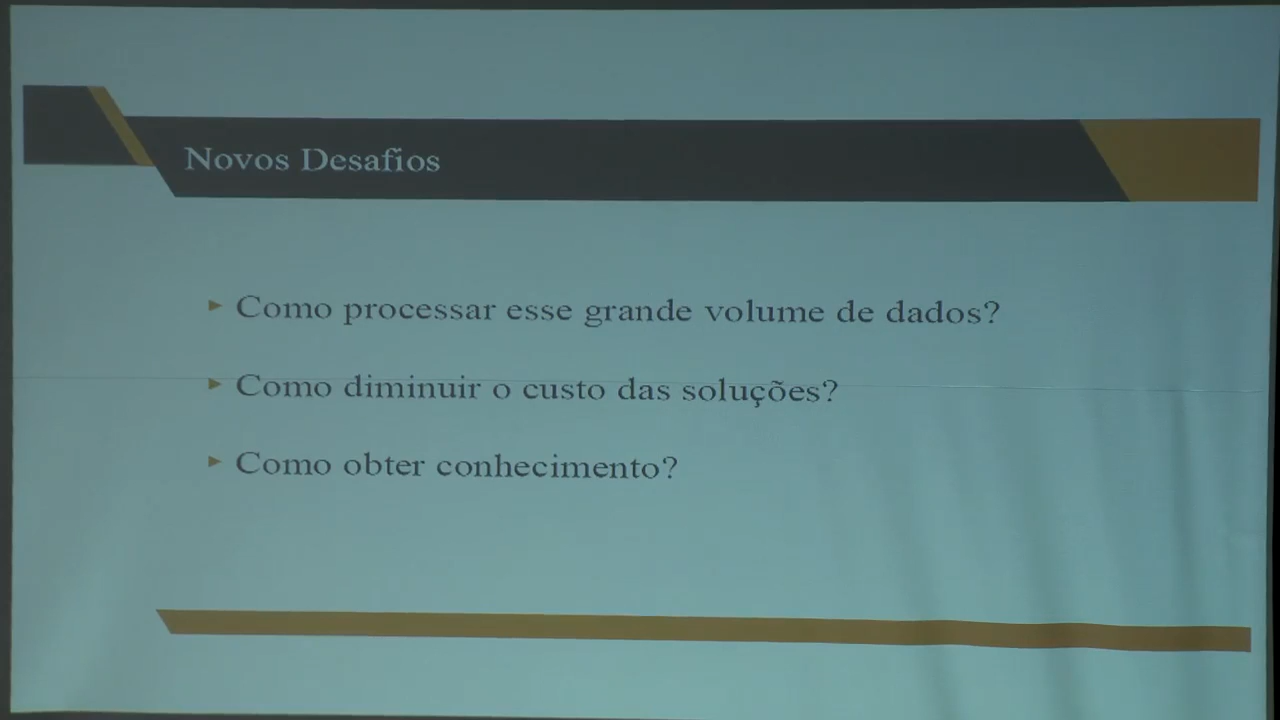 Novos Desafios
Como processar esse grande volume de dados?
Como diminuir o custo das soluções?
Como obter conhecimento?